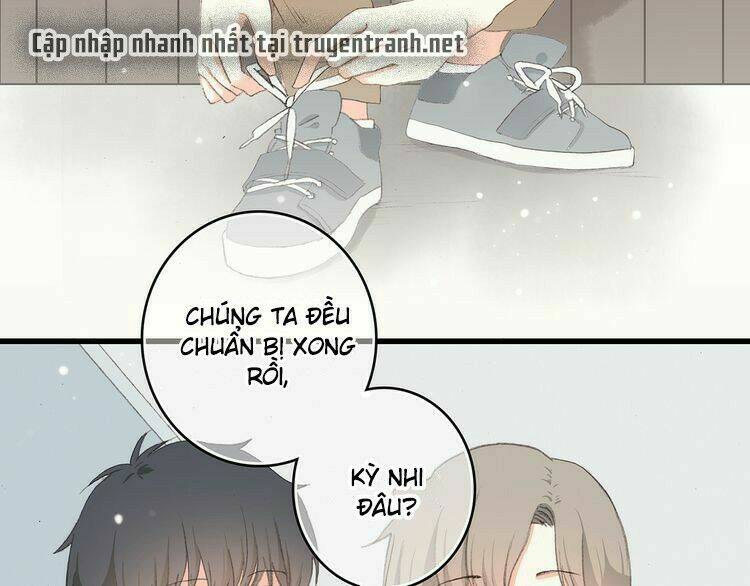 Cập nhập nhanh nhất tại truyentranh.net
CHÚNG TA ĐỀU
CHUẨN BỊ XONG
RỒI,
KỲ NHI
ĐÂU?